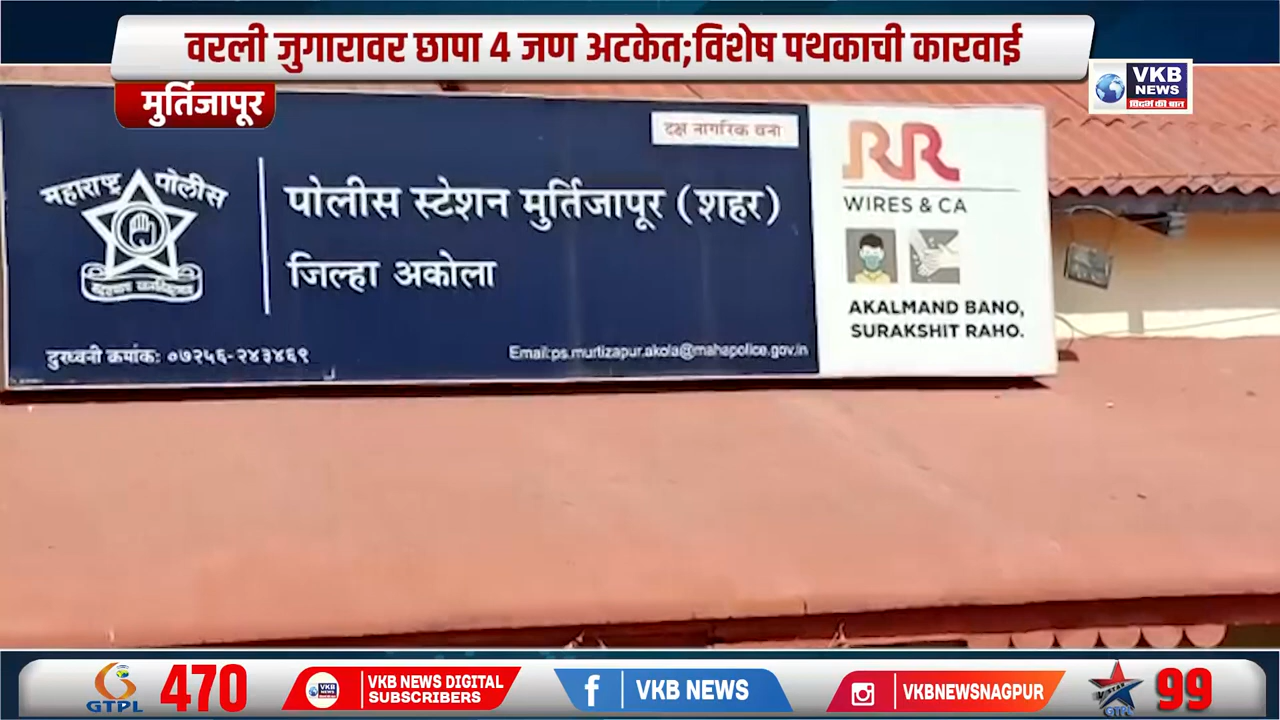 वरली जुगारावर छापा 4 जण अटकेत;विशेष पथकाची कारवाई
मुर्तिजापूर
VKB
NEWS
विदर्भ की बात
दक्ष नागरिक व्हा
महाराष्ट्र पोलीस
पोलीस स्टेशन मुर्तिजापूर (शहर)
जिल्हा अकोला
दुरध्वनी क्रमांक: ०७२५६-२४३४६९
Email:ps.murtizapur.akola@mahapolice.gov.in
RR
WIRES & CA
AKALMAND BANO,
SURAKSHIT RAHO.
GTPL
470
VKB NEWS DIGITAL
SUBSCRIBERS
VKB NEWS
VKBNEWSNAGPUR
GTPL
99